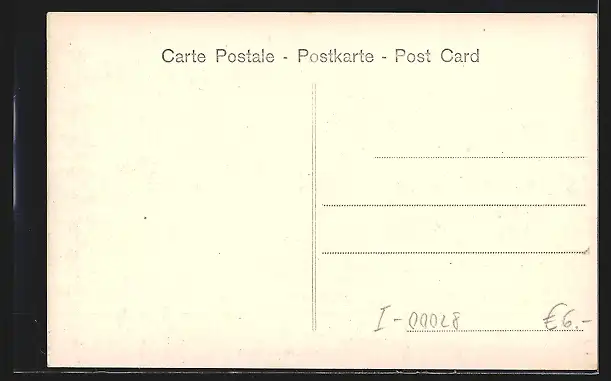 Carte Postale - Postkarte - Post Card
I-00028 €6.-